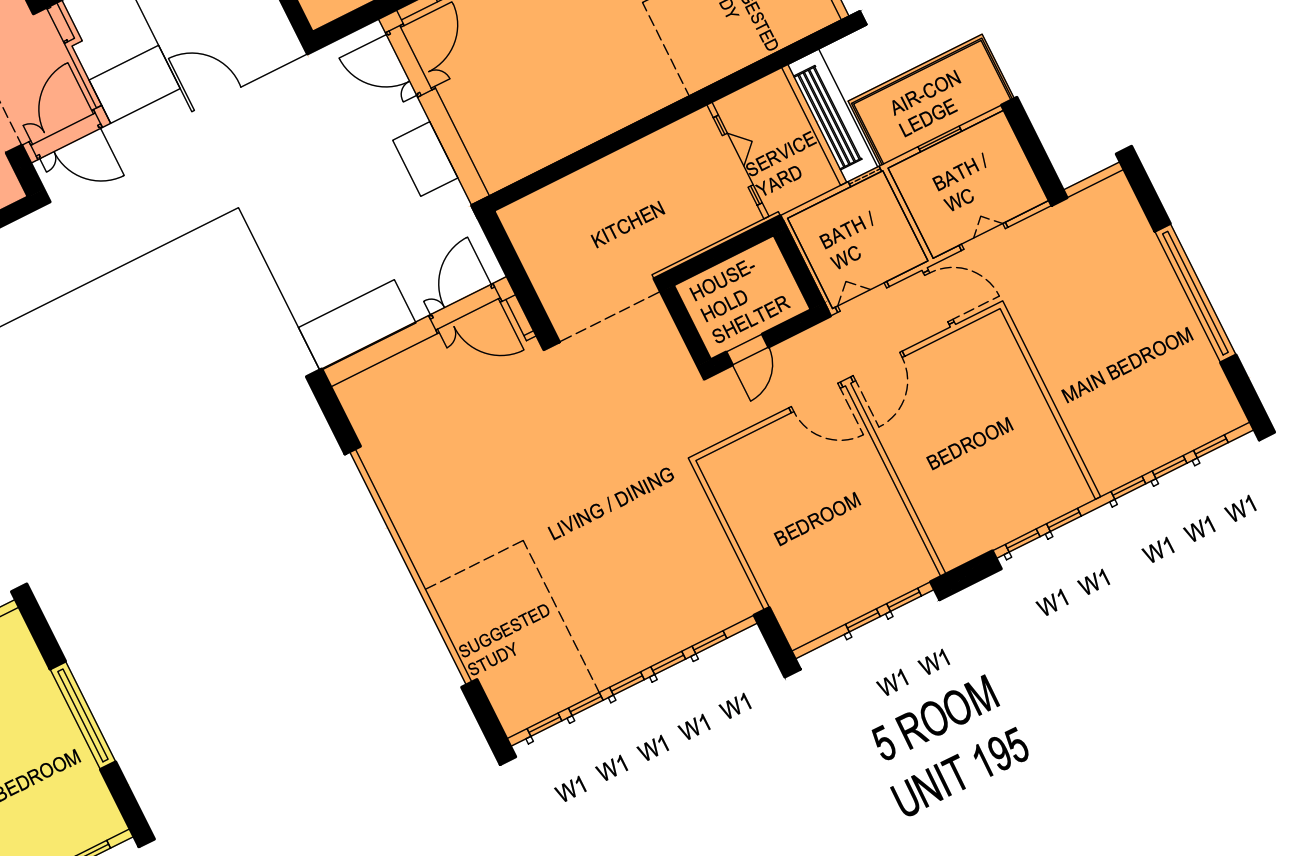 SUGGESTED
STUDY
AIR-CON
LEDGE
SERVICE
YARD
BATH /
WC
KITCHEN
BATH /
WC
HOUSE-
HOLD
SHELTER
MAIN BEDROOM
BEDROOM
LIVING / DINING
BEDROOM
SUGGESTED
STUDY
W1 W1 W1 W1 W1
W1 W1
W1 W1
W1 W1 W1
5 ROOM
UNIT 195
BEDROOM